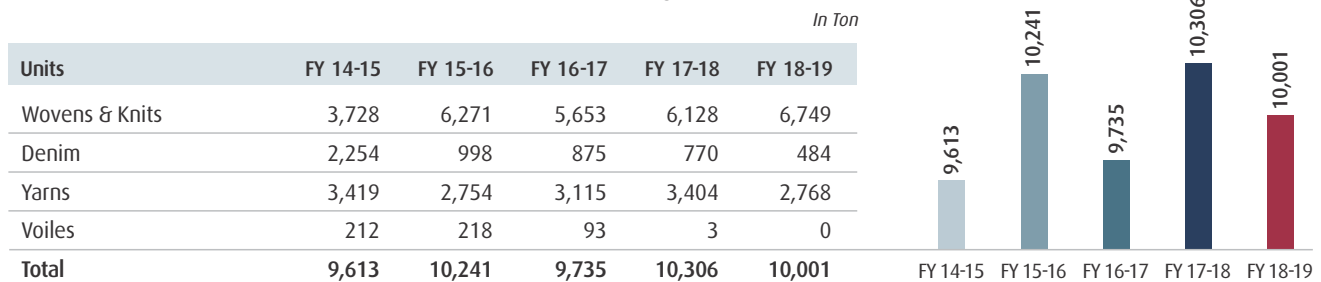 In Ton
Units FY 14-15 FY 15-16 FY 16-17 FY 17-18 FY 18-19
Wovens & Knits 3,728 6,271 5,653 6,128 6,749
Denim 2,254 998 875 770 484
Yarns 3,419 2,754 3,115 3,404 2,768
Voiles 212 218 93 3 0
Total 9,613 10,241 9,735 10,306 10,001
9,613
10,241
9,735
10,306
10,001
FY 14-15 FY 15-16 FY 16-17 FY 17-18 FY 18-19